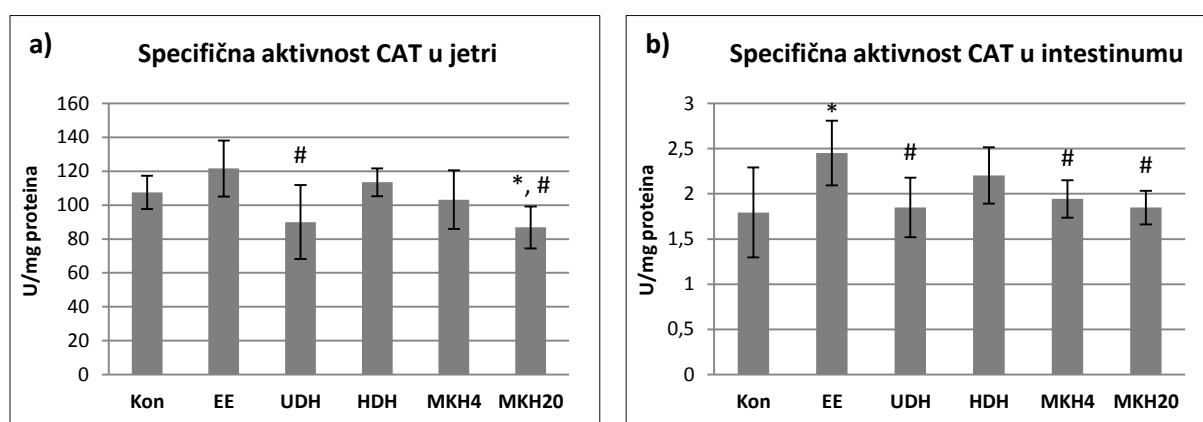 a)
Specifična aktivnost CAT u jetri
U/mg proteina
160
140
120
100
80
60
40
20
0
#
*, #
Kon EE UDH HDH MKH4 MKH20
b)
Specifična aktivnost CAT u intestinumu
U/mg proteina
3
2,5
2
1,5
1
0,5
0
*
#
#
#
Kon EE UDH HDH MKH4 MKH20